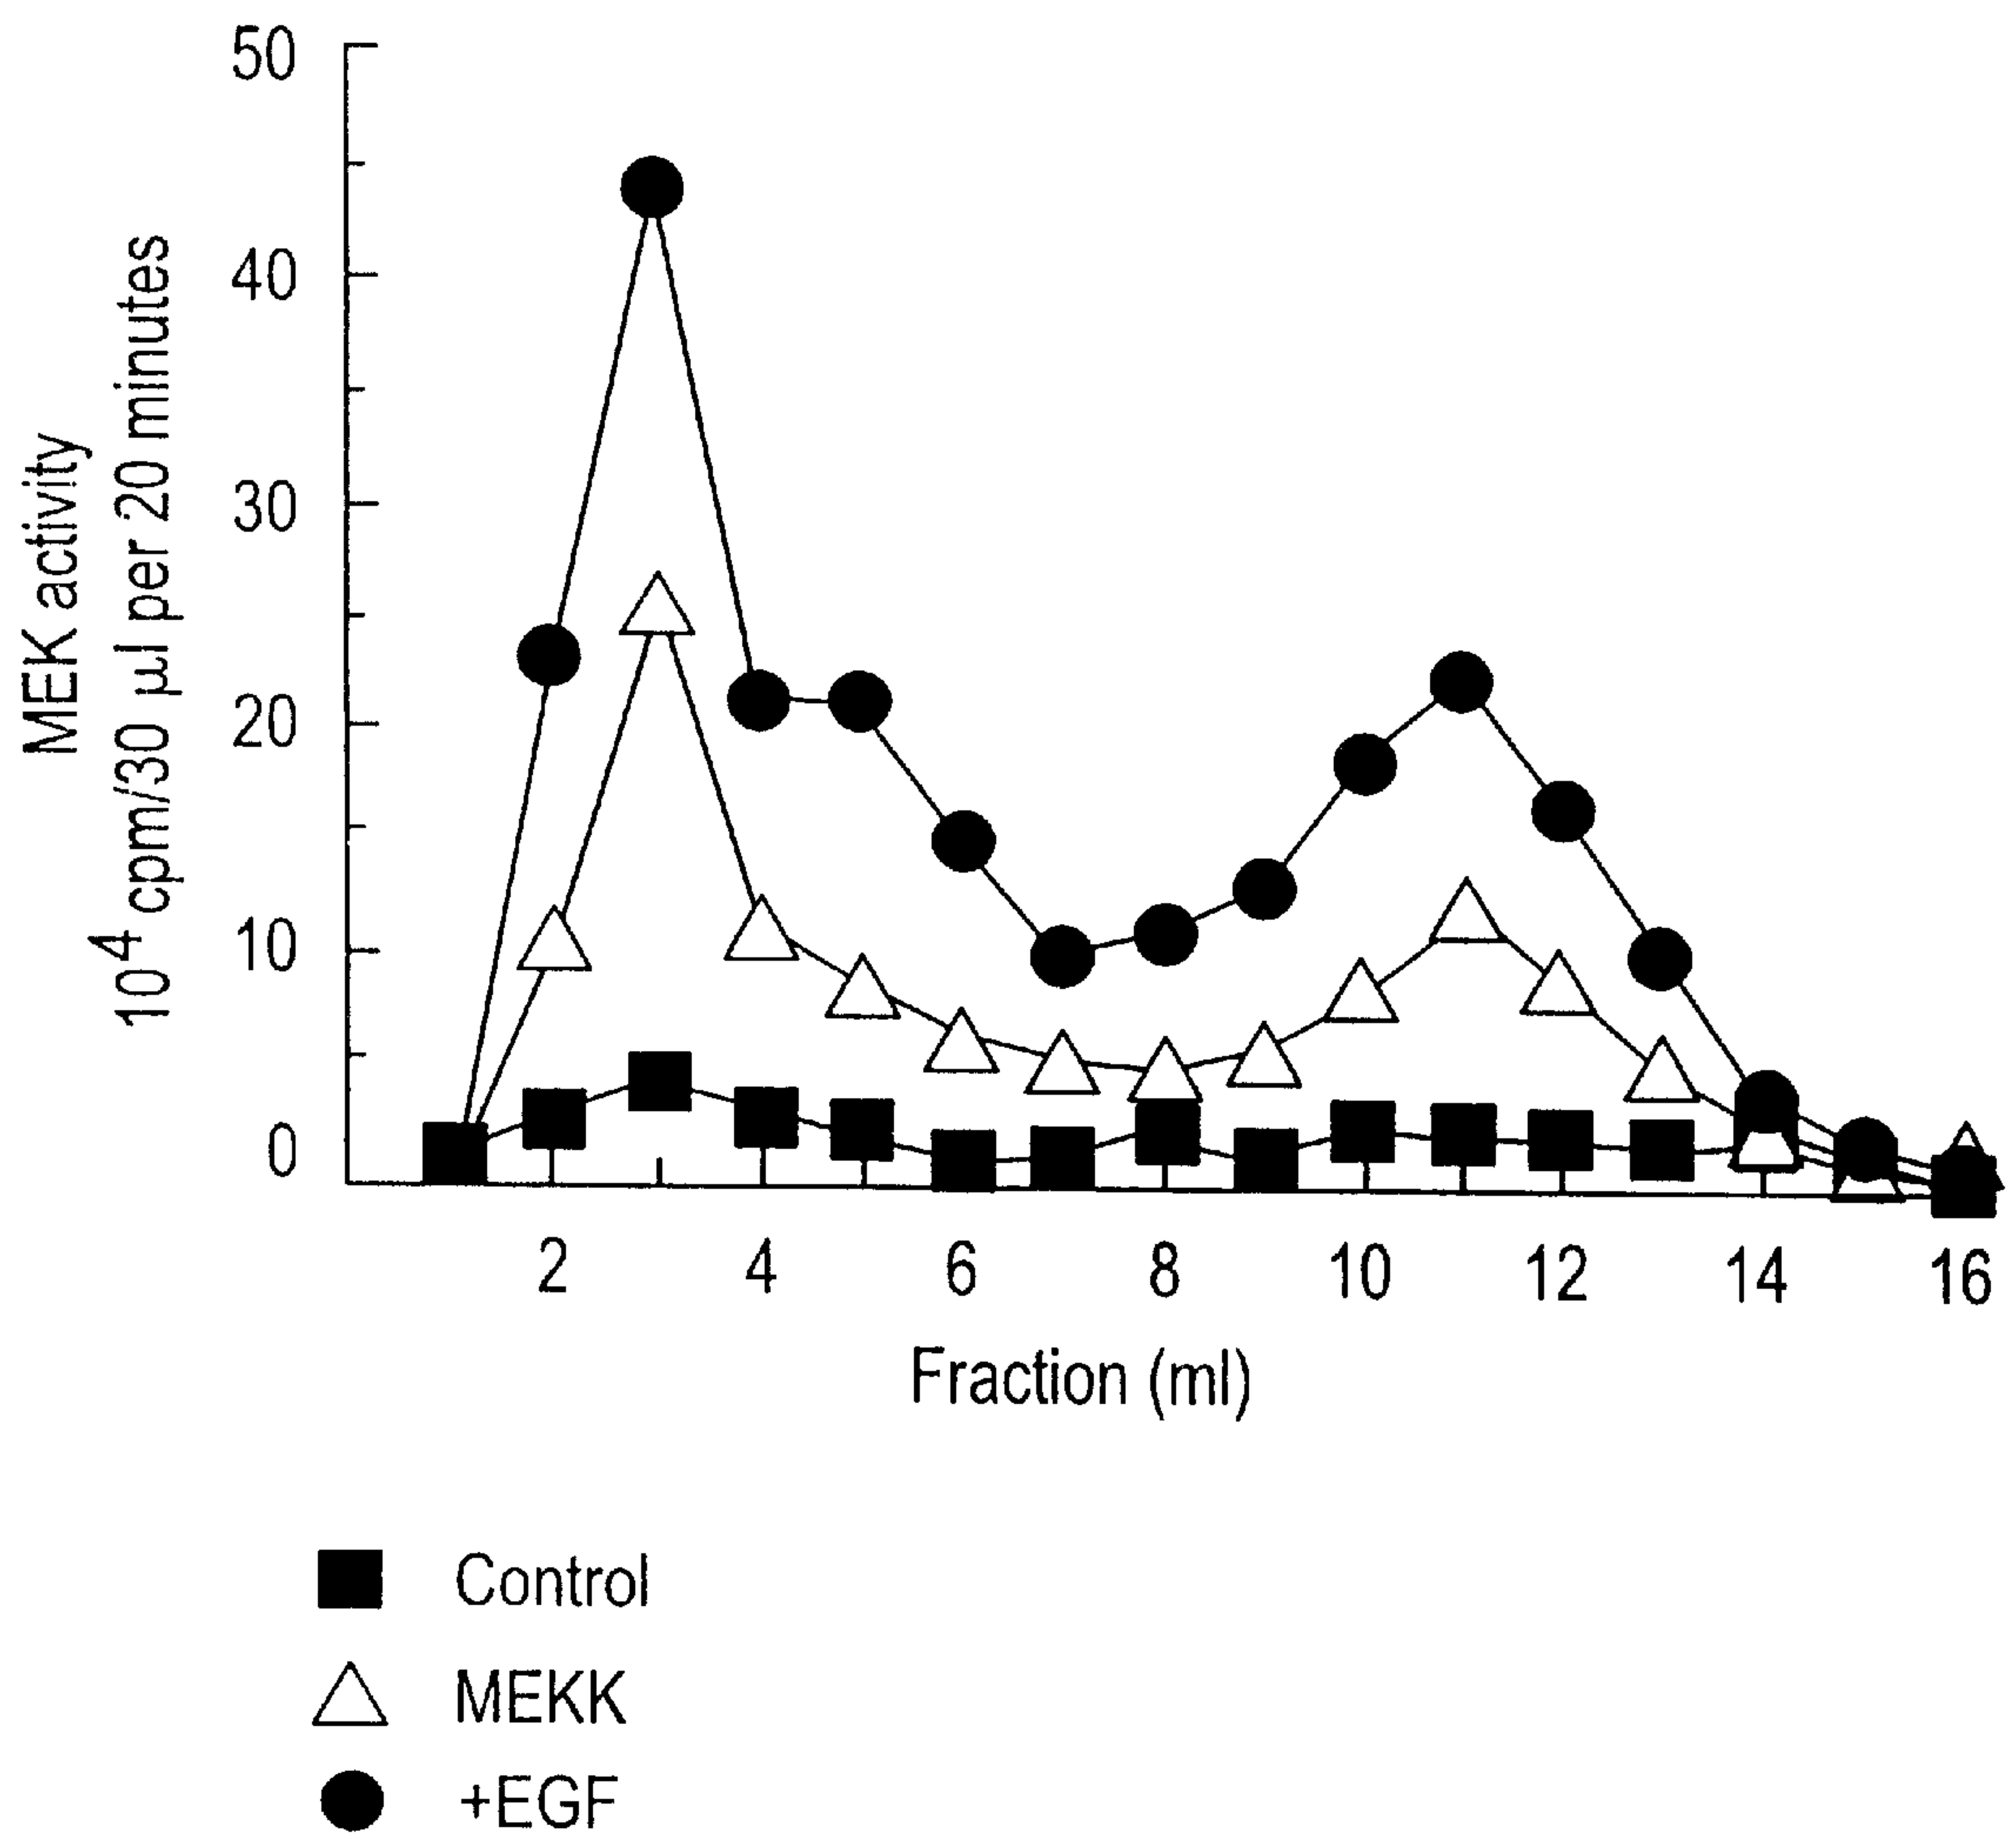 MEK activity
10⁴ cpm/30 µl per 20 minutes
50
40
30
20
10
0
2 4 6 8 10 12 14 16
Fraction (ml)
Control
MEKK
+EGF